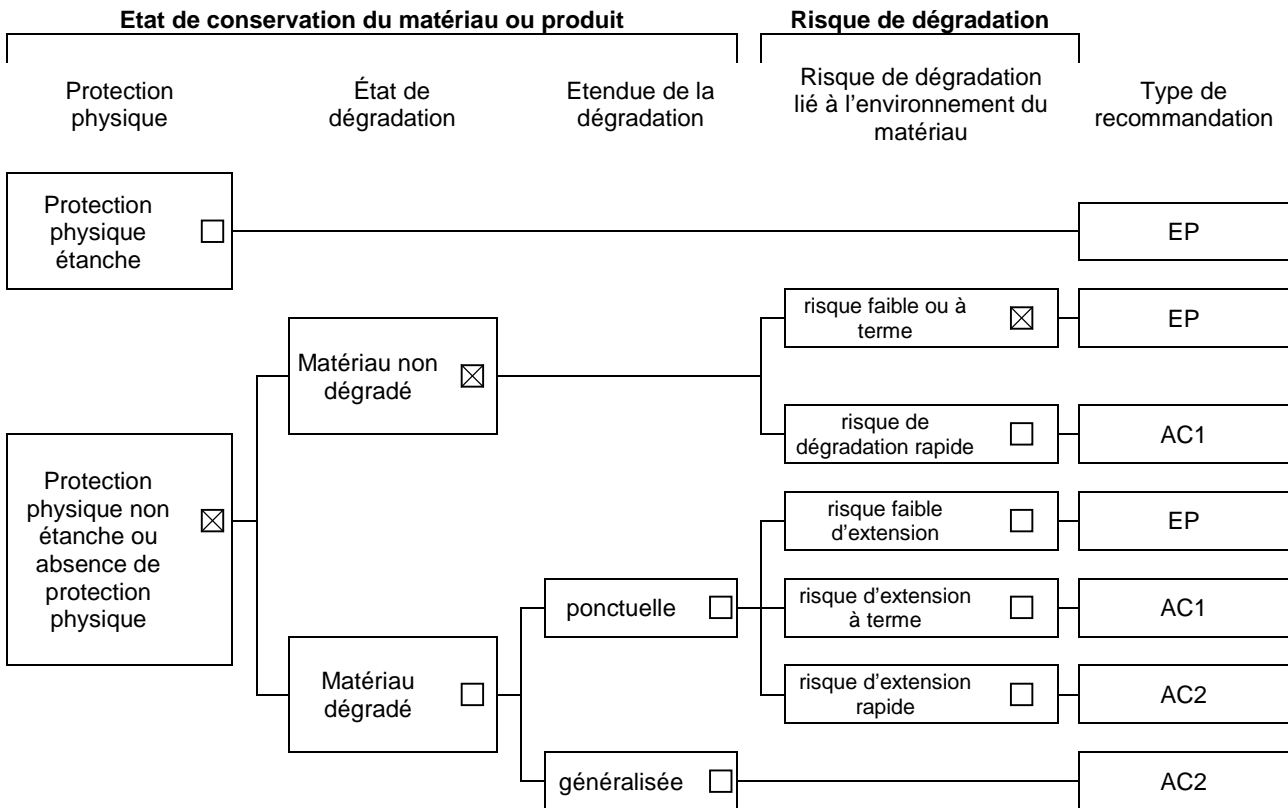 Etat de conservation du matériau ou produit
Risque de dégradation
Protection
physique
État de
dégradation
Etendue de la
dégradation
Risque de dégradation
lié à l'environnement du
matériau
Type de
recommandation
Protection
physique
étanche
EP
risque faible ou à
terme
EP
Matériau non
dégradé
risque de
dégradation rapide
AC1
Protection
physique non
étanche ou
absence de
protection
physique
risque faible
d'extension
EP
ponctuelle
risque d'extension
à terme
AC1
Matériau
dégradé
risque d'extension
rapide
AC2
généralisée
AC2